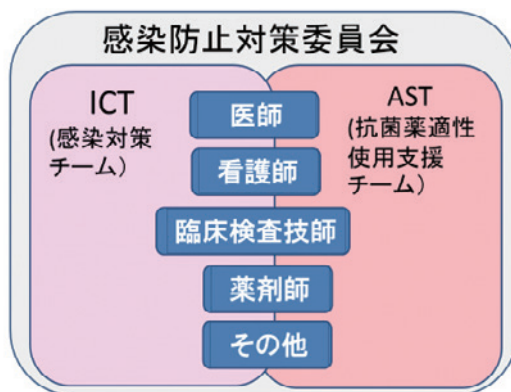 感染防止対策委員会
ICT
(感染対策
チーム）
AST
(抗菌薬適性
使用支援
チーム）
医師
看護師
臨床検査技師
薬剤師
その他